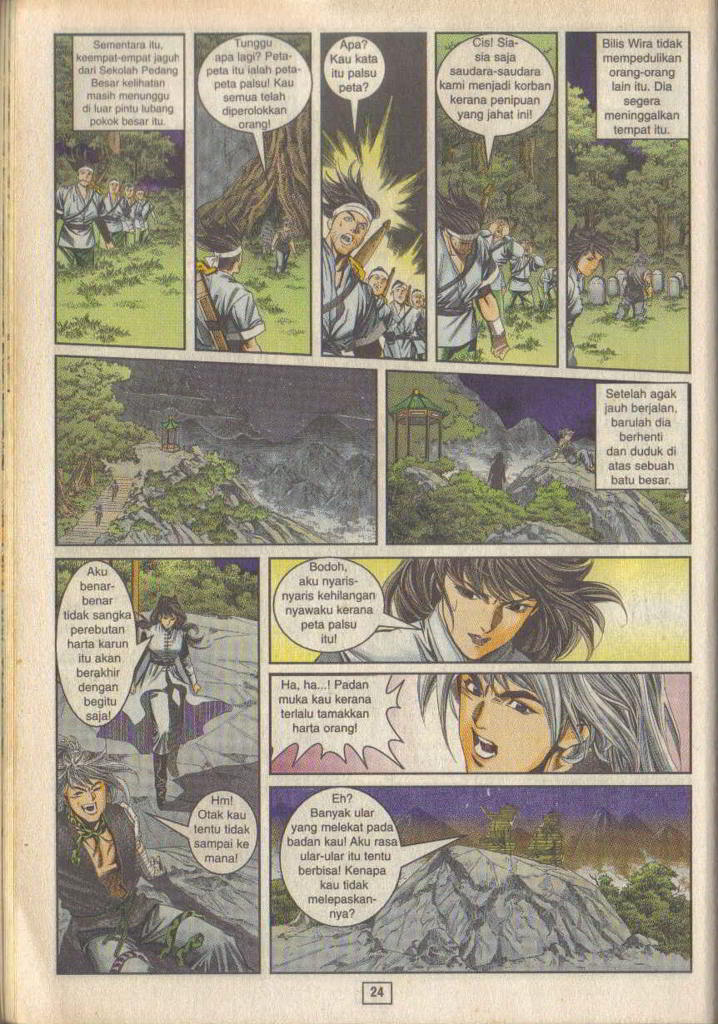 Sementara itu,
keempat-empat jaguh
dari Sekolah Pedang
Besar kelihatan
masih menunggu
di luar pintu lubang
pokok besar itu.
Tunggu
apa lagi? Peta-
peta itu ialah peta-
peta palsu! Kau
semua telah
diperolokkan
orang!
Apa?
Kau kata
itu palsu
peta?
Cis! Sia-
sia saja
saudara-saudara
kami menjadi korban
kerana penipuan
yang jahat ini!
Bilis Wira tidak
mempedulikan
orang-orang
lain itu. Dia
segera
meninggalkan
tempat itu.
Setelah agak
jauh berjalan,
barulah dia
berhenti
dan duduk di
atas sebuah
batu besar.
Aku
benar-
benar
tidak sangka
perebutan
harta karun
itu akan
berakhir
dengan
begitu
saja!
Hm!
Otak kau
tentu tidak
sampai ke
mana!
Bodoh,
aku nyaris-
nyaris kehilangan
nyawaku kerana
peta palsu
itu!
Ha, ha...! Padan
muka kau kerana
terlalu tamakkan
harta orang!
Eh?
Banyak ular
yang melekat pada
badan kau! Aku rasa
ular-ular itu tentu
berbisa! Kenapa
kau tidak
melepaskan-
nya?
24